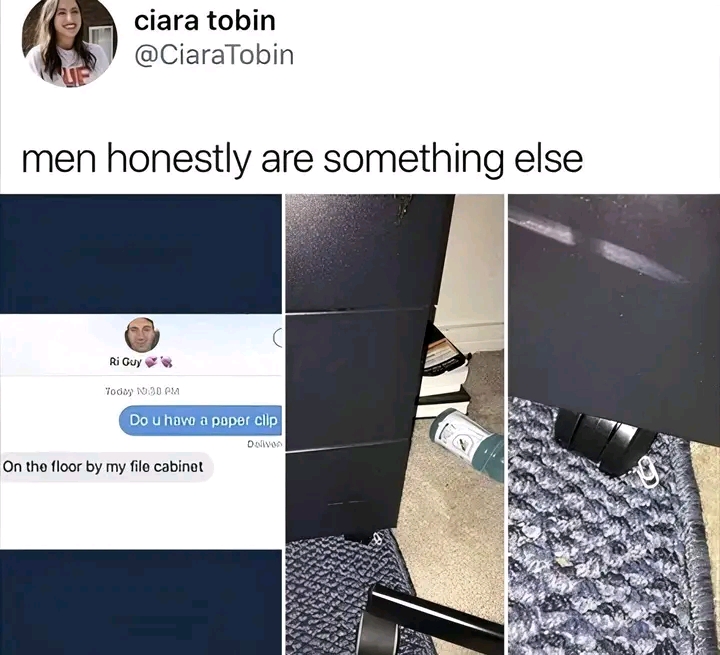 ciara tobin
@CiaraTobin
men honestly are something else
Ri Guy 💞💘
Today 10:30 PM
Do u have a paper clip
On the floor by my file cabinet